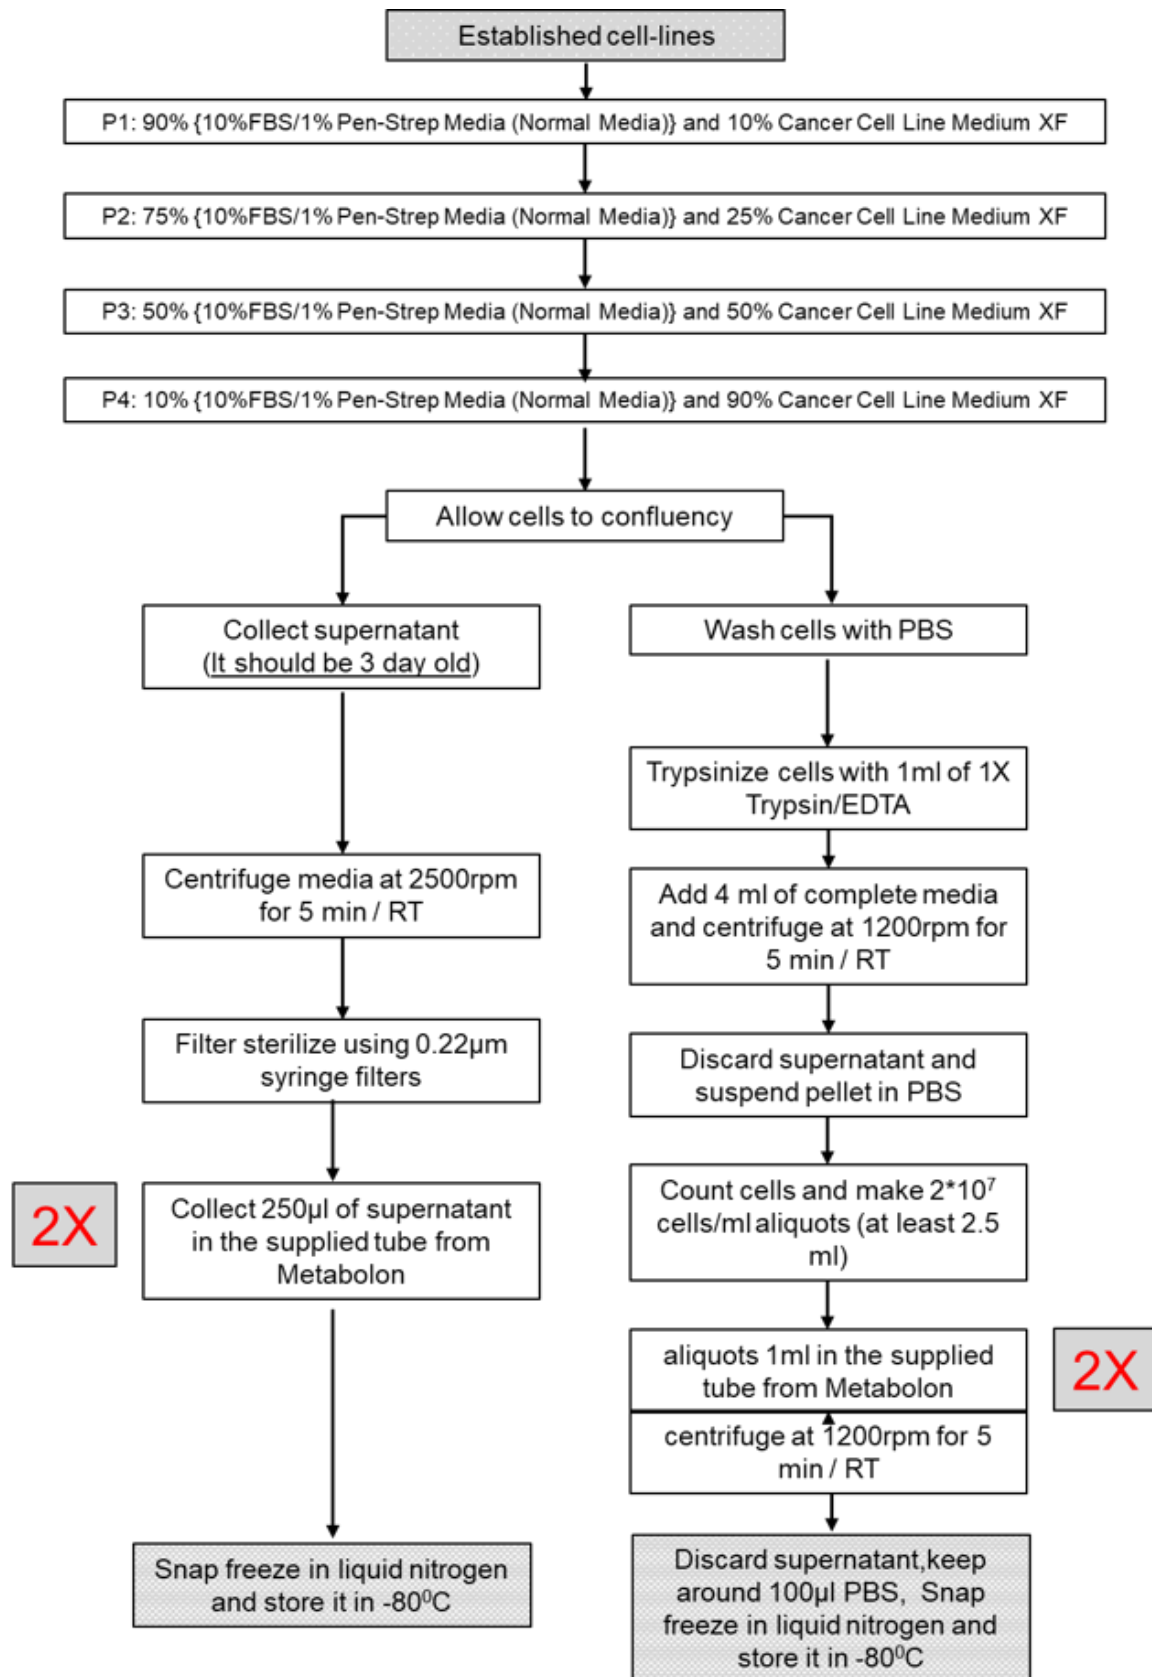 Established cell-lines
P1: 90% {10%FBS/1% Pen-Strep Media (Normal Media)} and 10% Cancer Cell Line Medium XF
P2: 75% {10%FBS/1% Pen-Strep Media (Normal Media)} and 25% Cancer Cell Line Medium XF
P3: 50% {10%FBS/1% Pen-Strep Media (Normal Media)} and 50% Cancer Cell Line Medium XF
P4: 10% {10%FBS/1% Pen-Strep Media (Normal Media)} and 90% Cancer Cell Line Medium XF
Allow cells to confluency
Collect supernatant
(It should be 3 day old)
Centrifuge media at 2500rpm
for 5 min / RT
Filter sterilize using 0.22µm
syringe filters
2X
Collect 250µl of supernatant
in the supplied tube from
Metabolon
Snap freeze in liquid nitrogen
and store it in -80⁰C
Wash cells with PBS
Trypsinize cells with 1ml of 1X
Trypsin/EDTA
Add 4 ml of complete media
and centrifuge at 1200rpm for
5 min / RT
Discard supernatant and
suspend pellet in PBS
Count cells and make 2*10⁷
cells/ml aliquots (at least 2.5
ml)
aliquots 1ml in the supplied
tube from Metabolon
2X
centrifuge at 1200rpm for 5
min / RT
Discard supernatant,keep
around 100µl PBS, Snap
freeze in liquid nitrogen and
store it in -80⁰C